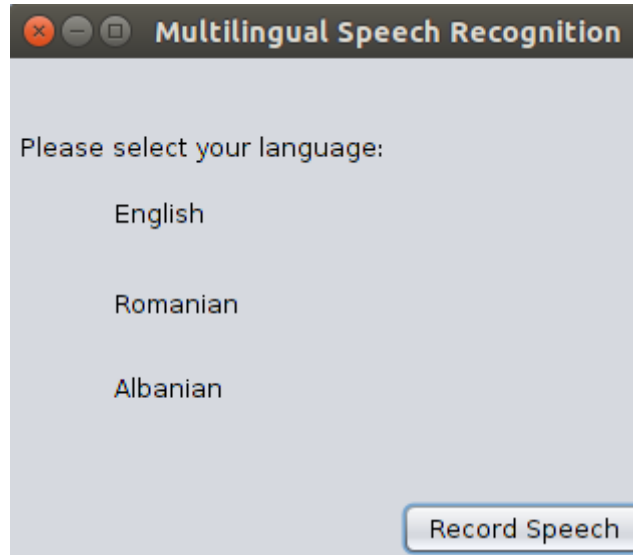 Multilingual Speech Recognition
Please select your language:
English
Romanian
Albanian
Record Speech